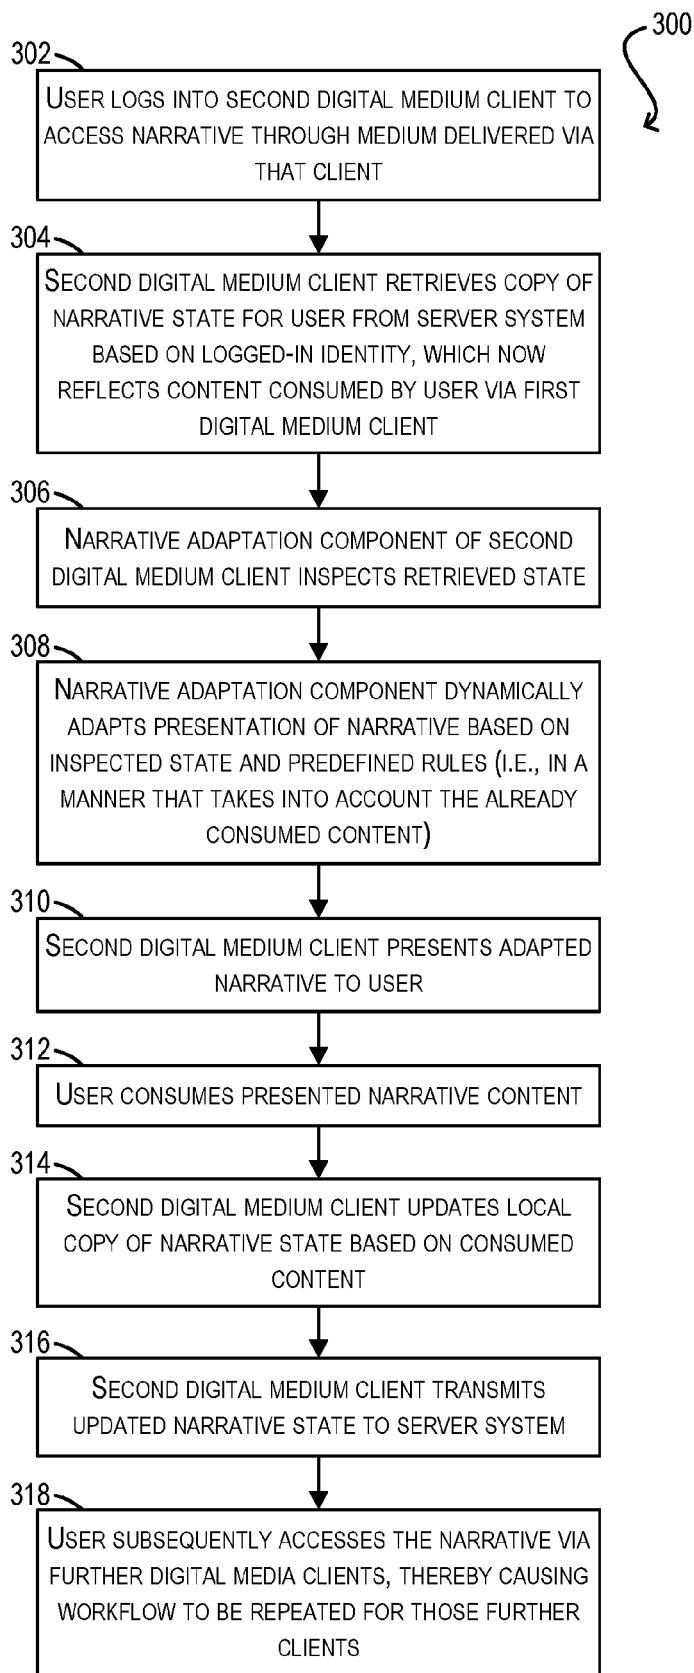 300
302
USER LOGS INTO SECOND DIGITAL MEDIUM CLIENT TO
ACCESS NARRATIVE THROUGH MEDIUM DELIVERED VIA
THAT CLIENT
304
SECOND DIGITAL MEDIUM CLIENT RETRIEVES COPY OF
NARRATIVE STATE FOR USER FROM SERVER SYSTEM
BASED ON LOGGED-IN IDENTITY, WHICH NOW
REFLECTS CONTENT CONSUMED BY USER VIA FIRST
DIGITAL MEDIUM CLIENT
306
NARRATIVE ADAPTATION COMPONENT OF SECOND
DIGITAL MEDIUM CLIENT INSPECTS RETRIEVED STATE
308
NARRATIVE ADAPTATION COMPONENT DYNAMICALLY
ADAPTS PRESENTATION OF NARRATIVE BASED ON
INSPECTED STATE AND PREDEFINED RULES (I.E., IN A
MANNER THAT TAKES INTO ACCOUNT THE ALREADY
CONSUMED CONTENT)
310
SECOND DIGITAL MEDIUM CLIENT PRESENTS ADAPTED
NARRATIVE TO USER
312
USER CONSUMES PRESENTED NARRATIVE CONTENT
314
SECOND DIGITAL MEDIUM CLIENT UPDATES LOCAL
COPY OF NARRATIVE STATE BASED ON CONSUMED
CONTENT
316
SECOND DIGITAL MEDIUM CLIENT TRANSMITS
UPDATED NARRATIVE STATE TO SERVER SYSTEM
318
USER SUBSEQUENTLY ACCESSES THE NARRATIVE VIA
FURTHER DIGITAL MEDIA CLIENTS, THEREBY CAUSING
WORKFLOW TO BE REPEATED FOR THOSE FURTHER
CLIENTS